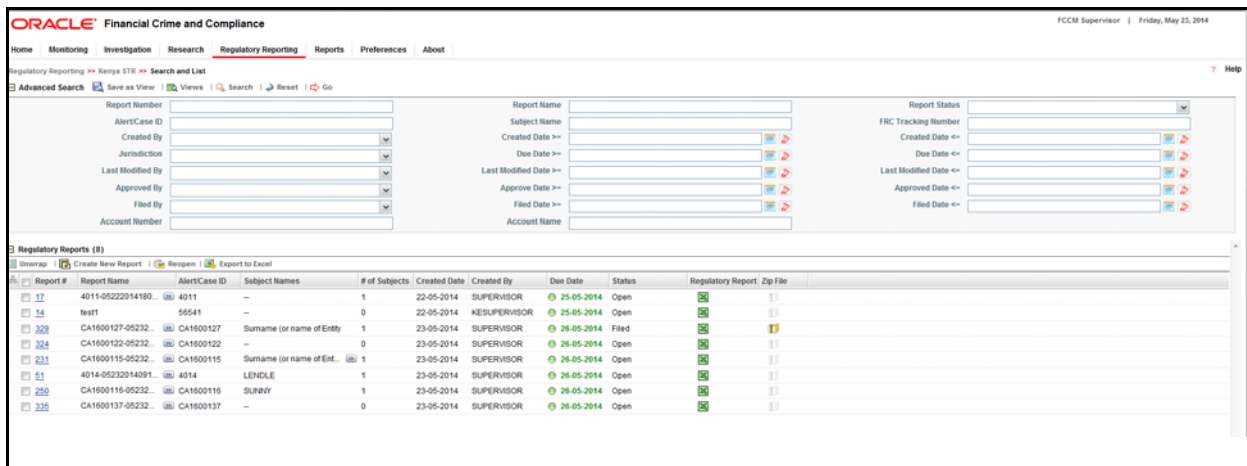 ORACLE® Financial Crime and Compliance
FCCM Supervisor | Friday, May 23, 2014
Home Monitoring Investigation Research Regulatory Reporting Reports Preferences About
Regulatory Reporting >> Kenya STR >> Search and List
? Help
Advanced Search Save as View | Views | Search | Reset | Go
Report Number Report Name Report Status
Alert/Case ID Subject Name FRC Tracking Number
Created By Created Date >= Created Date <=
Jurisdiction Due Date >= Due Date <=
Last Modified By Last Modified Date >= Last Modified Date <=
Approved By Approve Date >= Approved Date <=
Filed By Filed Date >= Filed Date <=
Account Number Account Name
Regulatory Reports (8)
Unwrap | Create New Report | Reopen | Export to Excel
Report # Report Name Alert/Case ID Subject Names # of Subjects Created Date Created By Due Date Status Regulatory Report Zip File
17 4011-05222014180... 4011 -- 1 22-05-2014 SUPERVISOR 25-05-2014 Open
14 test1 56541 -- 0 22-05-2014 KESUPERVISOR 25-05-2014 Open
329 CA1600127-05232... CA1600127 Surname (or name of Entity 1 23-05-2014 SUPERVISOR 26-05-2014 Filed
324 CA1600122-05232... CA1600122 -- 0 23-05-2014 SUPERVISOR 26-05-2014 Open
231 CA1600115-05232... CA1600115 Surname (or name of Ent... 1 23-05-2014 SUPERVISOR 26-05-2014 Open
51 4014-05232014091... 4014 LENDLE 1 23-05-2014 SUPERVISOR 26-05-2014 Open
250 CA1600116-05232... CA1600116 SUNNY 1 23-05-2014 SUPERVISOR 26-05-2014 Open
335 CA1600137-05232... CA1600137 -- 0 23-05-2014 SUPERVISOR 26-05-2014 Open